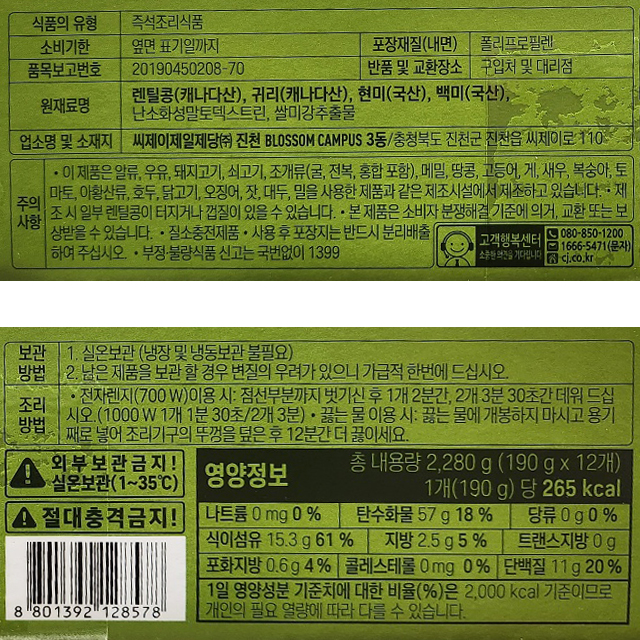 식품의 유형 즉석조리식품
소비기한 옆면 표기일까지 포장재질(내면) 폴리프로필렌
품목보고번호 20190450208-70 반품 및 교환장소 구입처 및 대리점
원재료명 렌틸콩(캐나다산), 귀리(캐나다산), 현미(국산), 백미(국산),
난소화성말토덱스트린, 쌀미강추출물
업소명 및 소재지 씨제이제일제당㈜ 진천 BLOSSOM CAMPUS 3동/충청북도 진천군 진천읍 씨제이로 110
주의
사항
• 이 제품은 알류, 우유, 돼지고기, 쇠고기, 조개류(굴, 전복, 홍합 포함), 메밀, 땅콩, 고등어, 게, 새우, 복숭아, 토
마토, 아황산류, 호두, 닭고기, 오징어, 잣, 대두, 밀을 사용한 제품과 같은 제조시설에서 제조하고 있습니다. • 제
조 시 일부 렌틸콩이 터지거나 껍질이 있을 수 있습니다. • 본 제품은 소비자 분쟁해결 기준에 의거, 교환 또는 보
상받을 수 있습니다. • 질소충전제품 • 사용 후 포장지는 반드시 분리배출
하여 주십시오. • 부정·불량식품 신고는 국번없이 1399
고객행복센터
소중한 의견을 기다립니다
080-850-1200
1666-5471(문자)
cj.co.kr
보관
방법
1. 실온보관 (냉장 및 냉동보관 불필요)
2. 남은 제품을 보관 할 경우 변질의 우려가 있으니 가급적 한번에 드십시오.
조리
방법
• 전자렌지(700 W)이용 시: 점선부분까지 벗기신 후 1개 2분간, 2개 3분 30초간 데워 드십
시오.(1000 W 1개 1분 30초/2개 3분) • 끓는 물 이용 시: 끓는 물에 개봉하지 마시고 용기
째로 넣어 조리기구의 뚜껑을 덮은 후 12분간 더 끓이세요.
외부보관금지!
실온보관(1~35℃)
절대충격금지!
8 801392 128578
영양정보
총 내용량 2,280 g (190 g x 12개)
1개(190 g) 당 265 kcal
나트륨 0 mg 0 % 탄수화물 57 g 18 % 당류 0 g 0 %
식이섬유 15.3 g 61 % 지방 2.5 g 5 % 트랜스지방 0 g
포화지방 0.6 g 4 % 콜레스테롤 0 mg 0 % 단백질 11 g 20 %
1일 영양성분 기준치에 대한 비율(%)은 2,000 kcal 기준이므로
개인의 필요 열량에 따라 다를 수 있습니다.